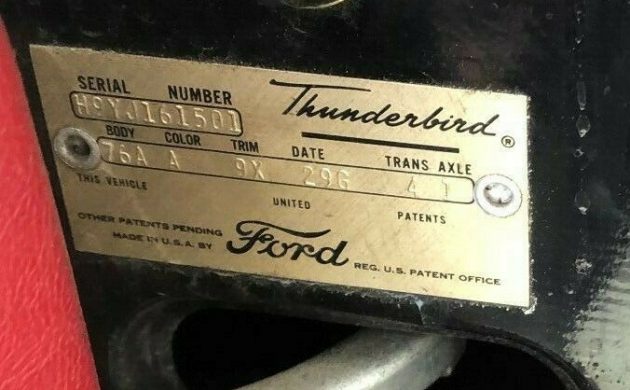 SERIAL NUMBER
H9YJ161501
Thunderbird®
BODY COLOR TRIM DATE TRANS AXLE
76A A 9X 29G 4 1
THIS VEHICLE UNITED PATENTS
OTHER PATENTS PENDING
MADE IN U.S.A. BY
Ford
REG. U.S. PATENT OFFICE